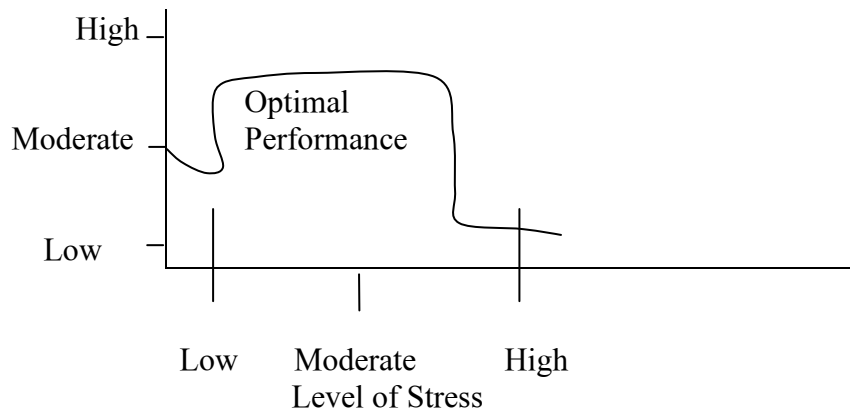 High
Optimal
Moderate
Performance
Low
Low Moderate High
Level of Stress